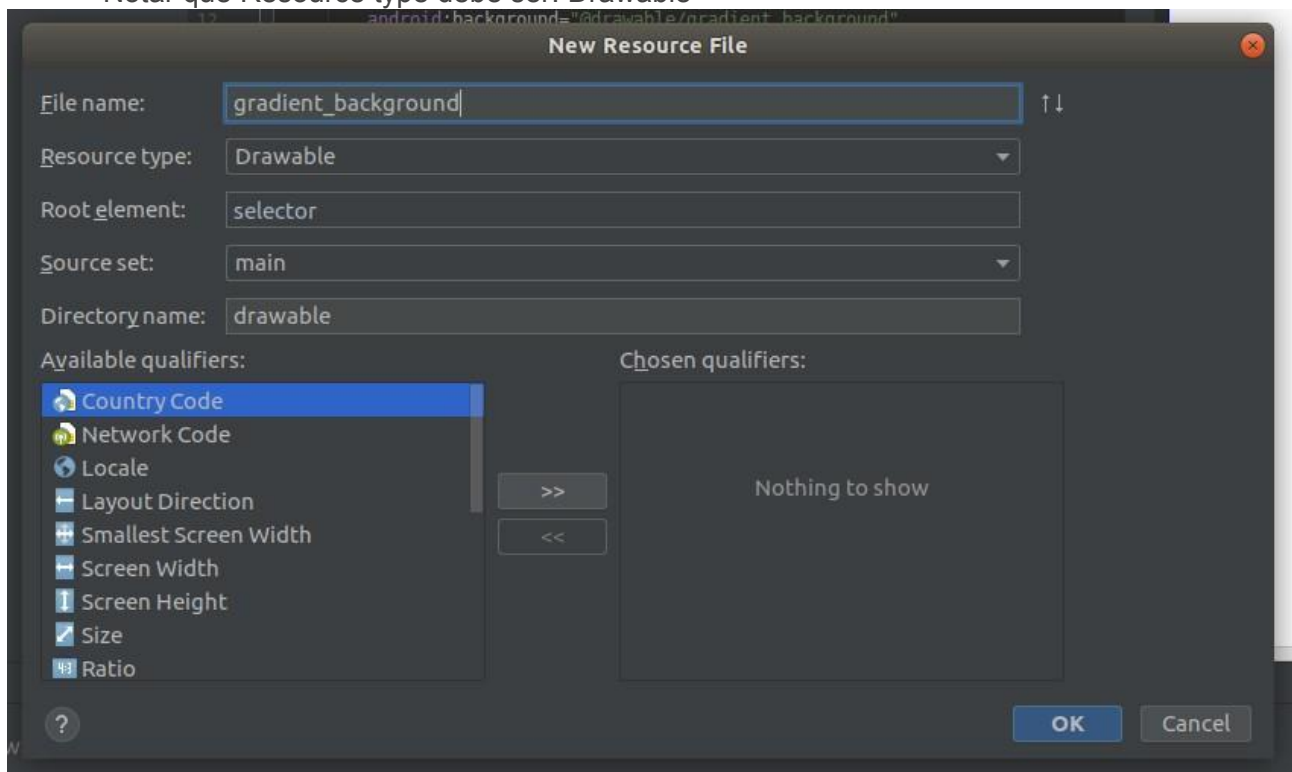 Notar que Resource type debe ser: Drawable
12 android:background="@drawable/gradient_background"
New Resource File
File name: gradient_background
Resource type: Drawable
Root element: selector
Source set: main
Directory name: drawable
Available qualifiers: Chosen qualifiers:
Country Code
Network Code
Locale
Layout Direction
Smallest Screen Width
Screen Width
Screen Height
Size
Ratio
>>
<<
Nothing to show
? OK Cancel